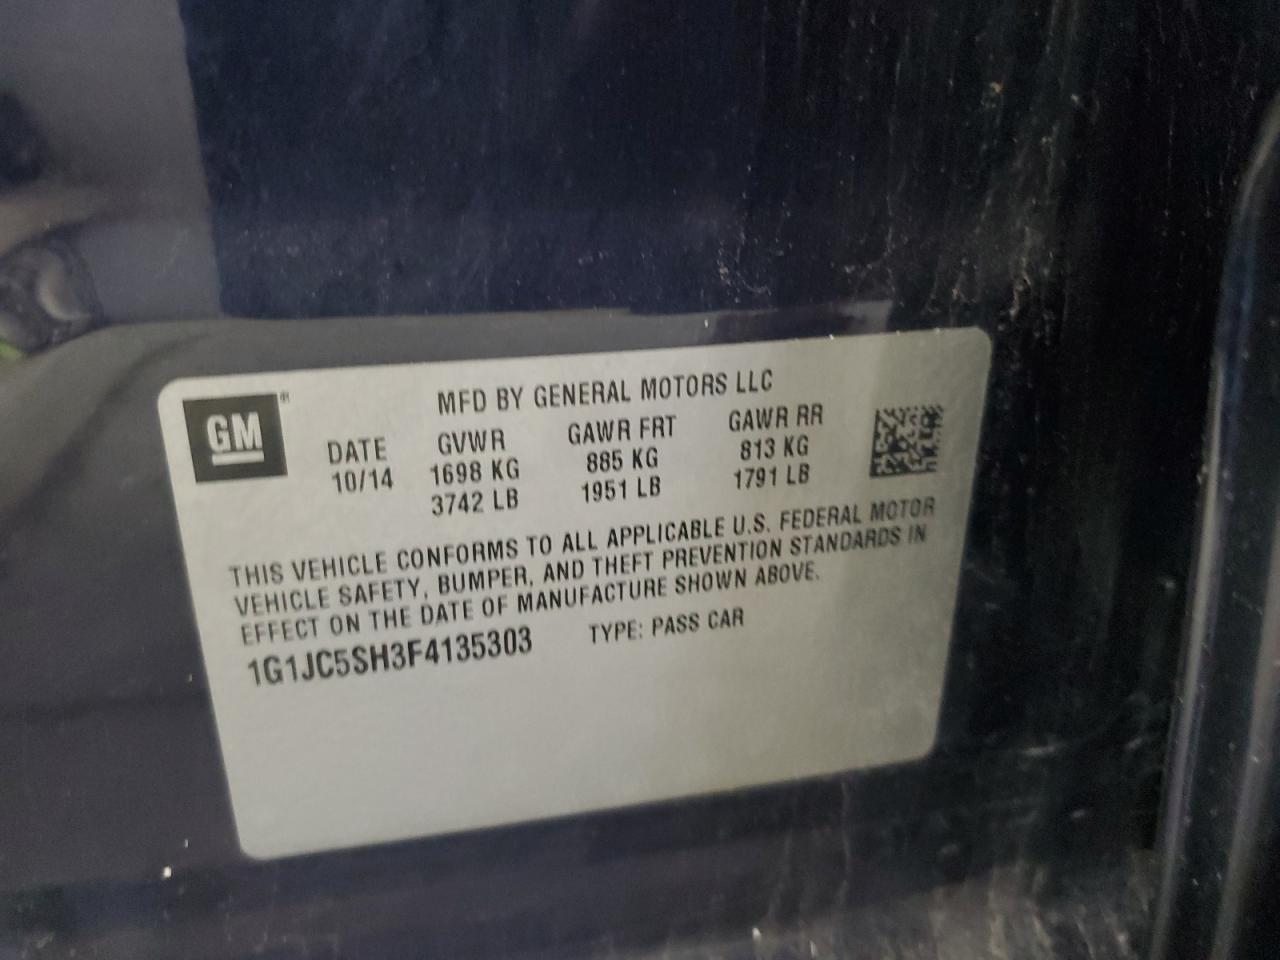 GM
MFD BY GENERAL MOTORS LLC
DATE GVWR GAWR FRT GAWR RR
10/14 1698 KG 885 KG 813 KG
3742 LB 1951 LB 1791 LB
THIS VEHICLE CONFORMS TO ALL APPLICABLE U.S. FEDERAL MOTOR
VEHICLE SAFETY, BUMPER, AND THEFT PREVENTION STANDARDS IN
EFFECT ON THE DATE OF MANUFACTURE SHOWN ABOVE.
1G1JC5SH3F4135303 TYPE: PASS CAR